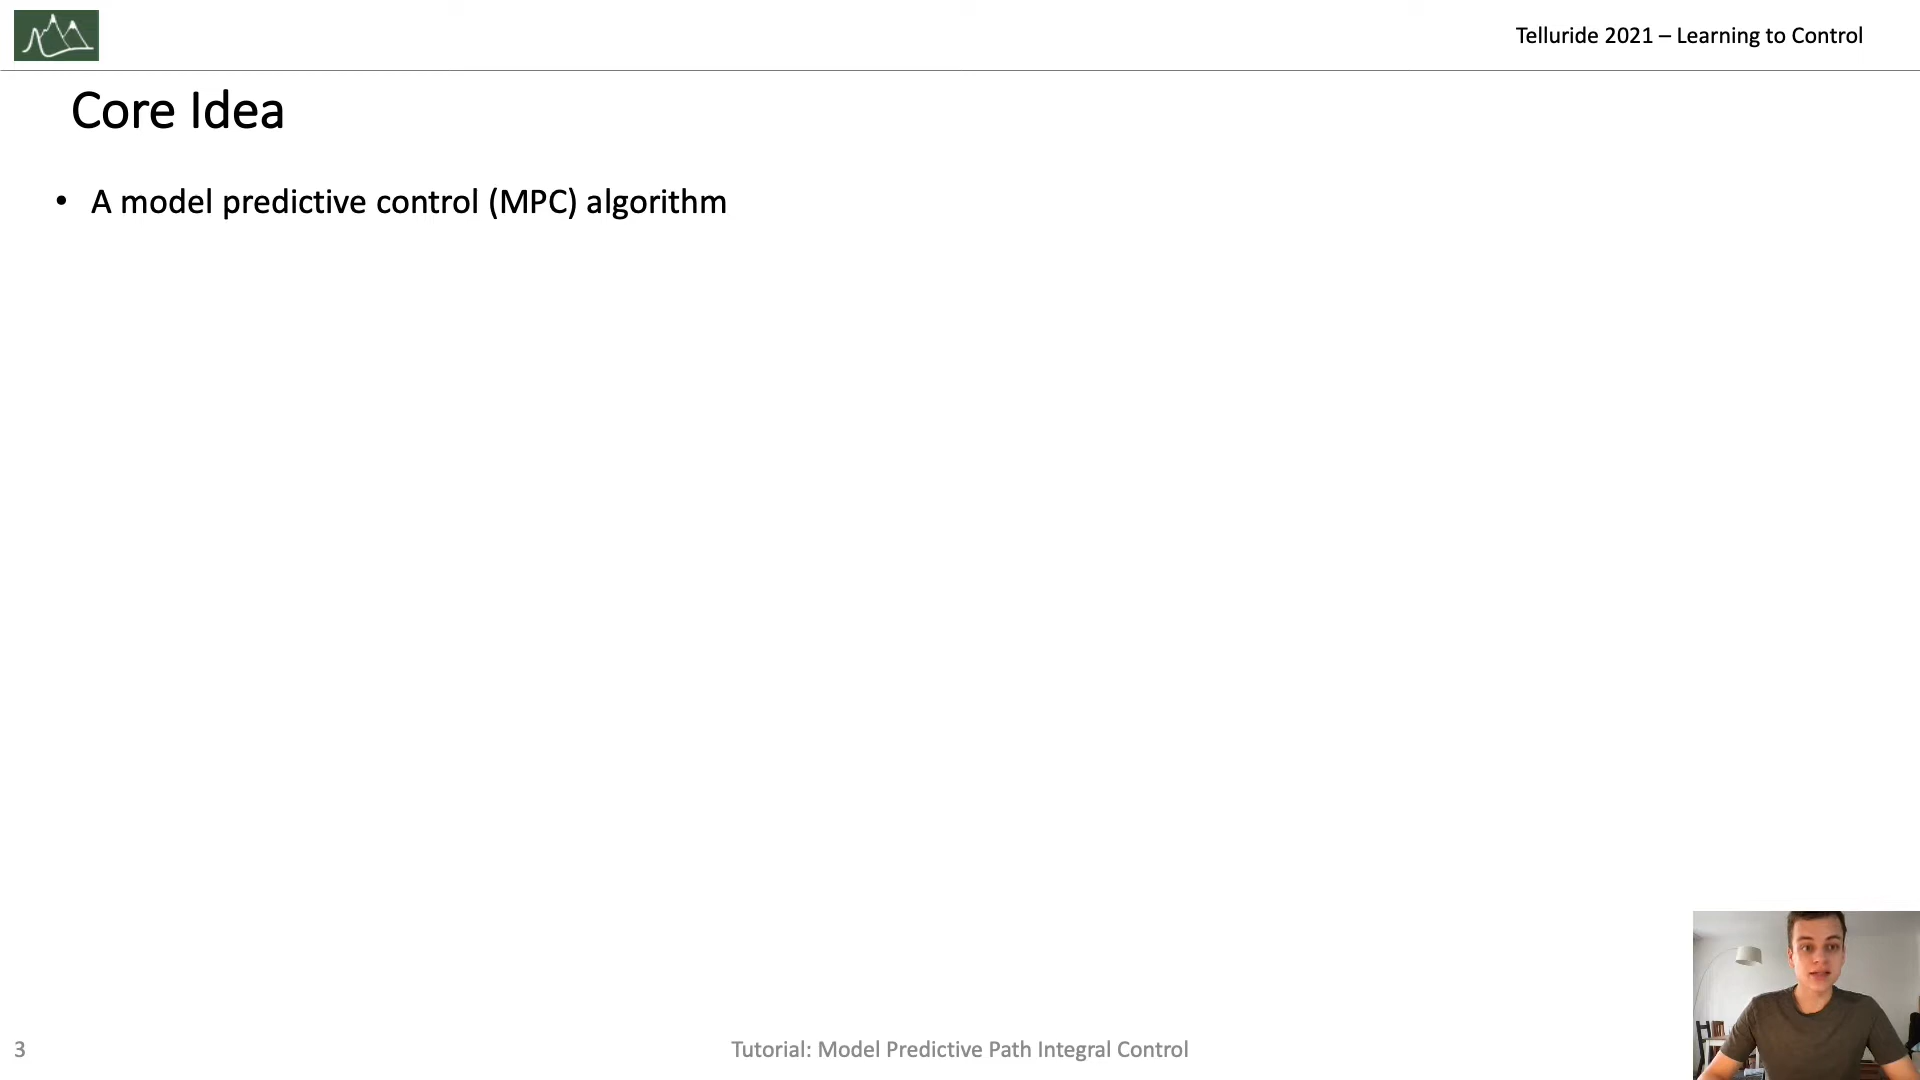 Telluride 2021 – Learning to Control
Core Idea
• A model predictive control (MPC) algorithm
3
Tutorial: Model Predictive Path Integral Control